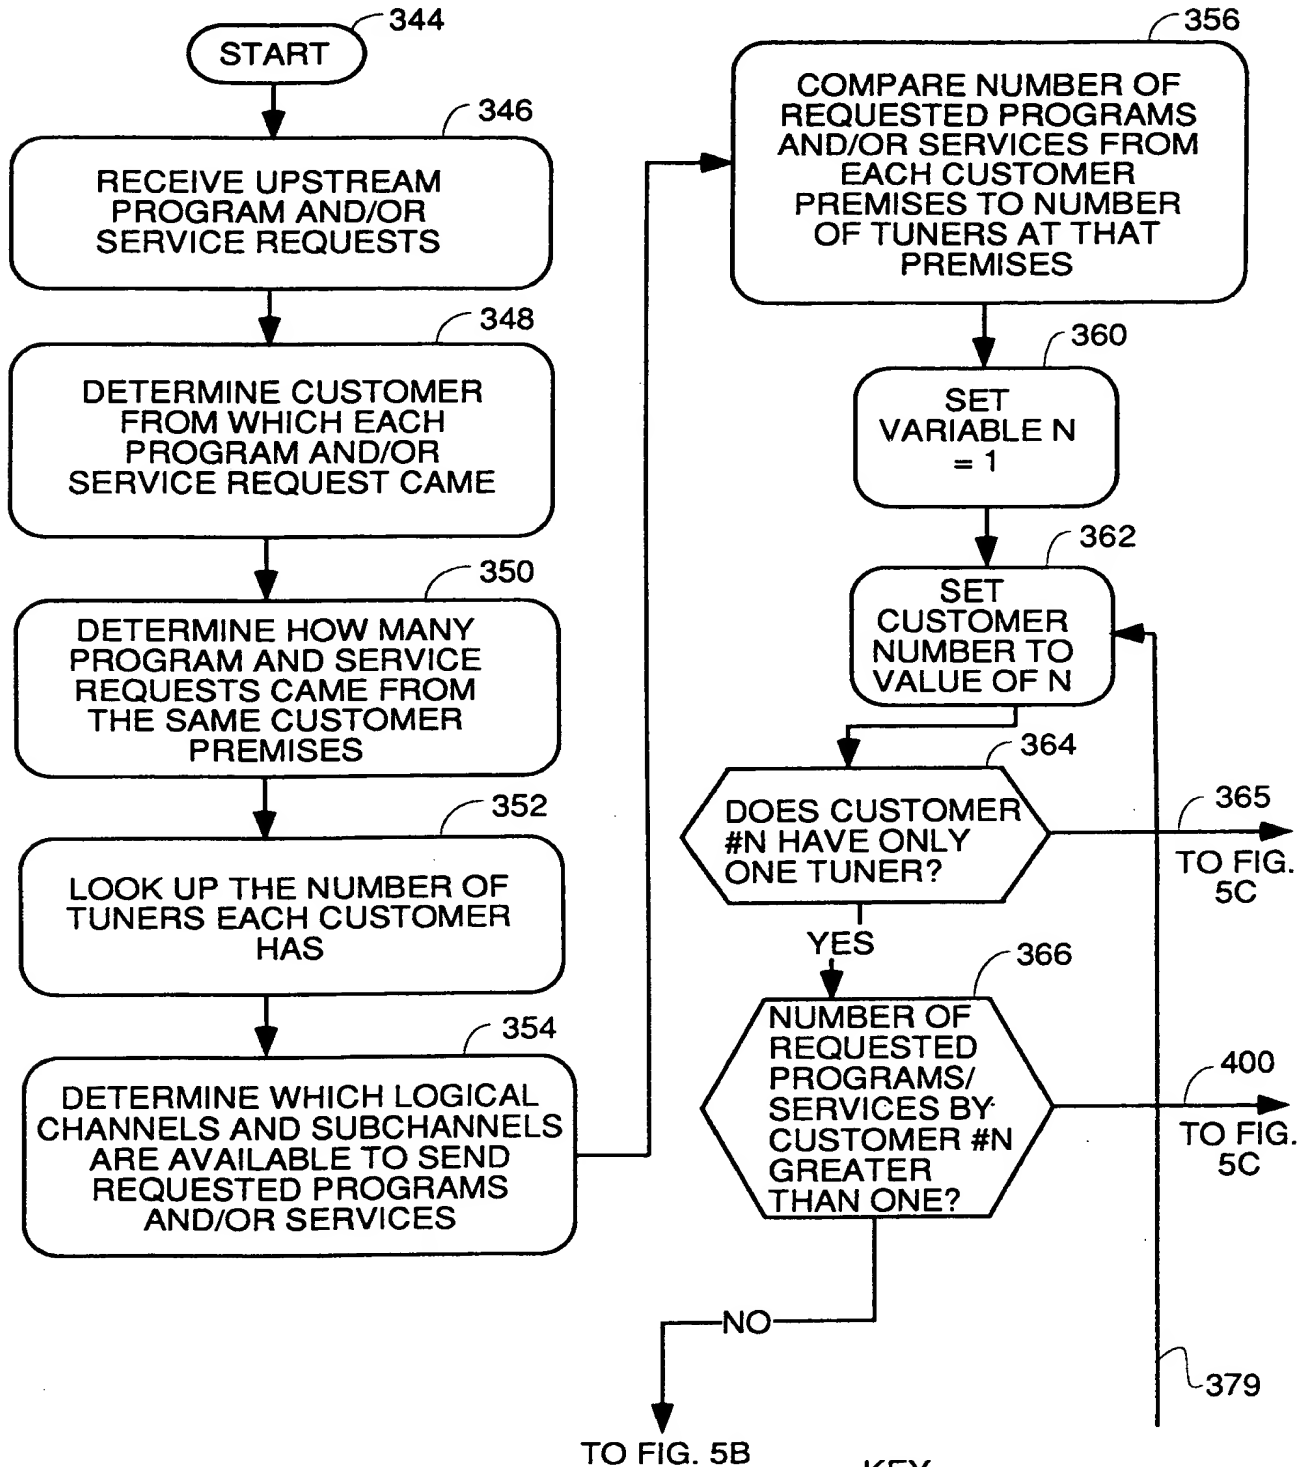 344
START
346
RECEIVE UPSTREAM
PROGRAM AND/OR
SERVICE REQUESTS
348
DETERMINE CUSTOMER
FROM WHICH EACH
PROGRAM AND/OR
SERVICE REQUEST CAME
350
DETERMINE HOW MANY
PROGRAM AND SERVICE
REQUESTS CAME FROM
THE SAME CUSTOMER
PREMISES
352
LOOK UP THE NUMBER OF
TUNERS EACH CUSTOMER
HAS
354
DETERMINE WHICH LOGICAL
CHANNELS AND SUBCHANNELS
ARE AVAILABLE TO SEND
REQUESTED PROGRAMS
AND/OR SERVICES
356
COMPARE NUMBER OF
REQUESTED PROGRAMS
AND/OR SERVICES FROM
EACH CUSTOMER
PREMISES TO NUMBER
OF TUNERS AT THAT
PREMISES
360
SET
VARIABLE N
= 1
362
SET
CUSTOMER
NUMBER TO
VALUE OF N
364
DOES CUSTOMER
#N HAVE ONLY
ONE TUNER?
365
TO FIG.
5C
YES
366
NUMBER OF
REQUESTED
PROGRAMS/
SERVICES BY
CUSTOMER #N
GREATER
THAN ONE?
400
TO FIG.
5C
NO
379
TO FIG. 5B
KEY